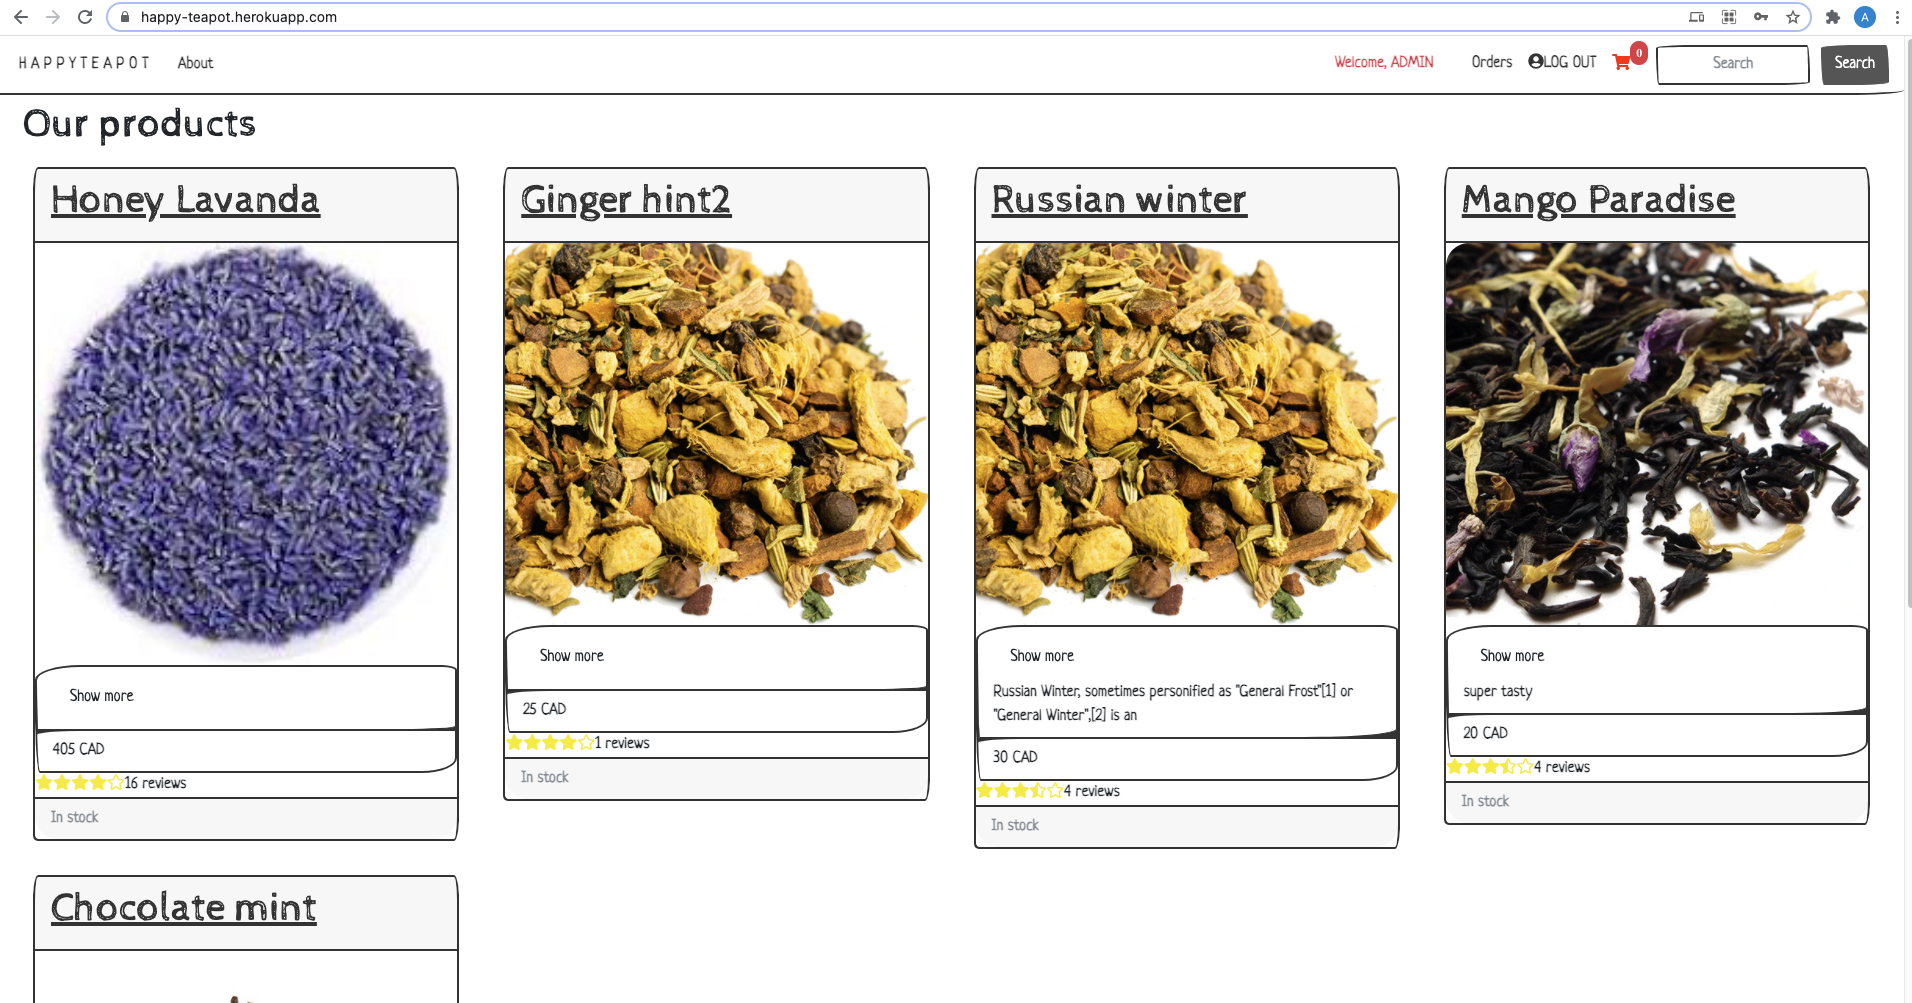 happy-teapot.herokuapp.com
A
HAPPYTEAPOT About Welcome, ADMIN Orders LOG OUT 0 Search Search
Our products
Honey Lavanda
Show more
405 CAD
16 reviews
In stock
Ginger hint2
Show more
25 CAD
1 reviews
In stock
Russian winter
Show more
Russian Winter, sometimes personified as "General Frost"[1] or
"General Winter",[2] is an
30 CAD
4 reviews
In stock
Mango Paradise
Show more
super tasty
20 CAD
4 reviews
In stock
Chocolate mint